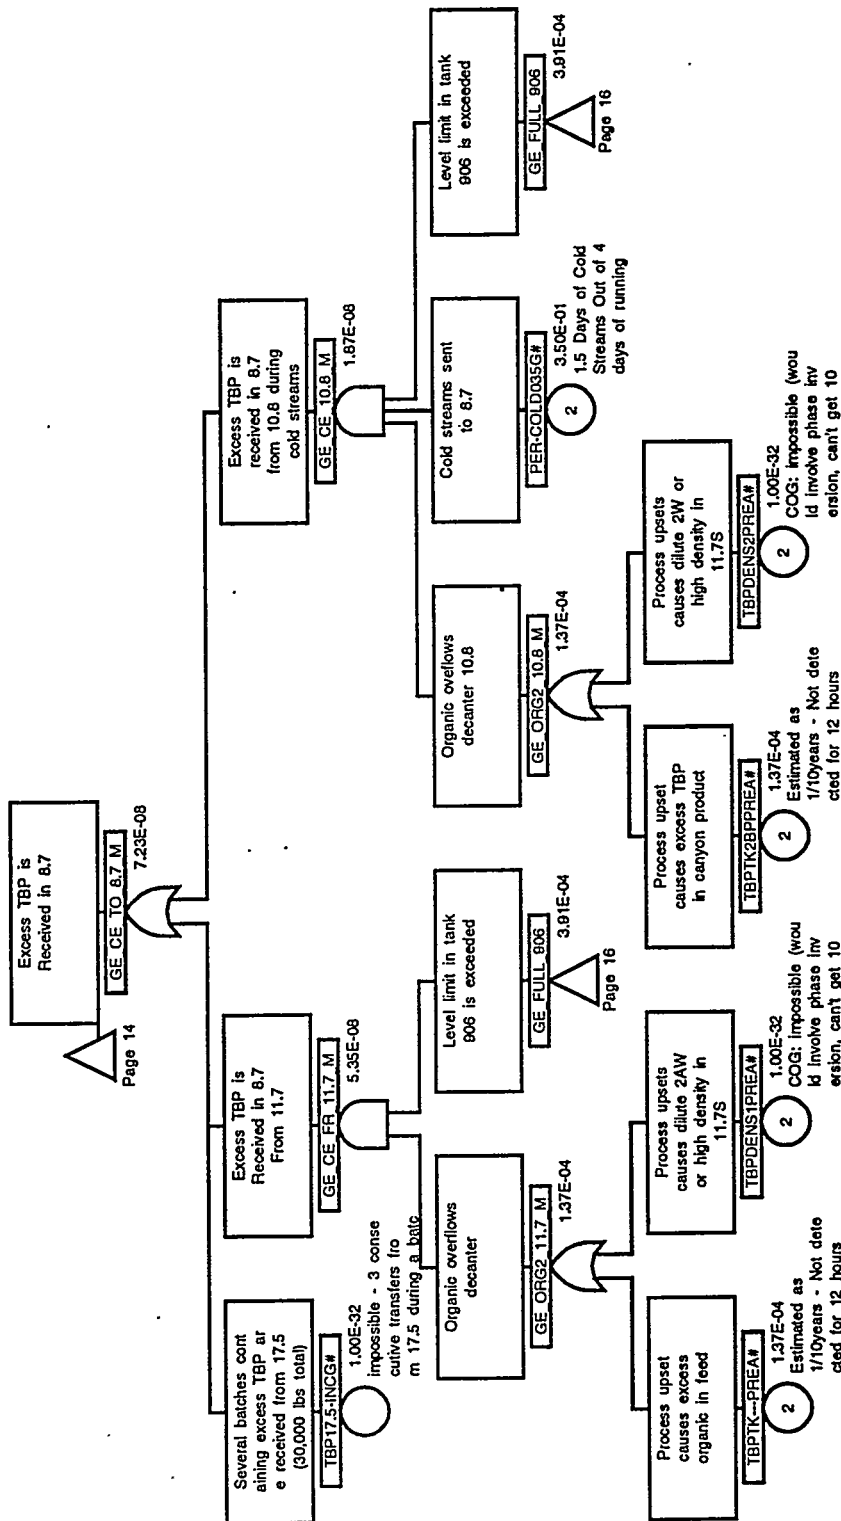 Excess TBP is
Received in 8.7
GE_CE_TO_8.7_M
7.23E-08
Page 14
Several batches cont
aining excess TBP ar
e received from 17.5
(30,000 lbs total)
TBP17.5-INCG#
1.00E-32
impossible - 3 conse
cutive transfers fro
m 17.5 during a batc
Excess TBP is
Received in 8.7
From 11.7
GE_CE_FR_11.7_M
5.35E-08
Excess TBP is
received in 8.7
from 10.8 during
cold streams
GE_CE_10.8_M
1.87E-08
Organic overflows
decanter
GE_ORG2_11.7_M
1.37E-04
Level limit in tank
906 is exceeded
GE_FULL_906
3.91E-04
Page 16
Organic oveflows
decanter 10.8
GE_ORG2_10.8_M
1.37E-04
Cold streams sent
to 8.7
PER-COLD035G#
2
3.50E-01
1.5 Days of Cold
Streams Out of 4
days of running
Level limit in tank
906 is exceeded
GE_FULL_906
3.91E-04
Page 16
Process upset
causes excess
organic in feed
TBPTK---PREA#
2
1.37E-04
Estimated as
1/10years - Not dete
cted for 12 hours
Process upsets
causes dilute 2AW
or high density in
11.7S
TBPDENS1PREA#
2
1.00E-32
COG: impossible (wou
ld involve phase inv
ersion, can't get 10
Process upset
causes excess TBP
in canyon product
TBPTK2BPPREA#
2
1.37E-04
Estimated as
1/10years - Not dete
cted for 12 hours
Process upsets
causes dilute 2W or
high density in
11.7S
TBPDENS2PREA#
2
1.00E-32
COG: impossible (wou
ld involve phase inv
ersion, can't get 10